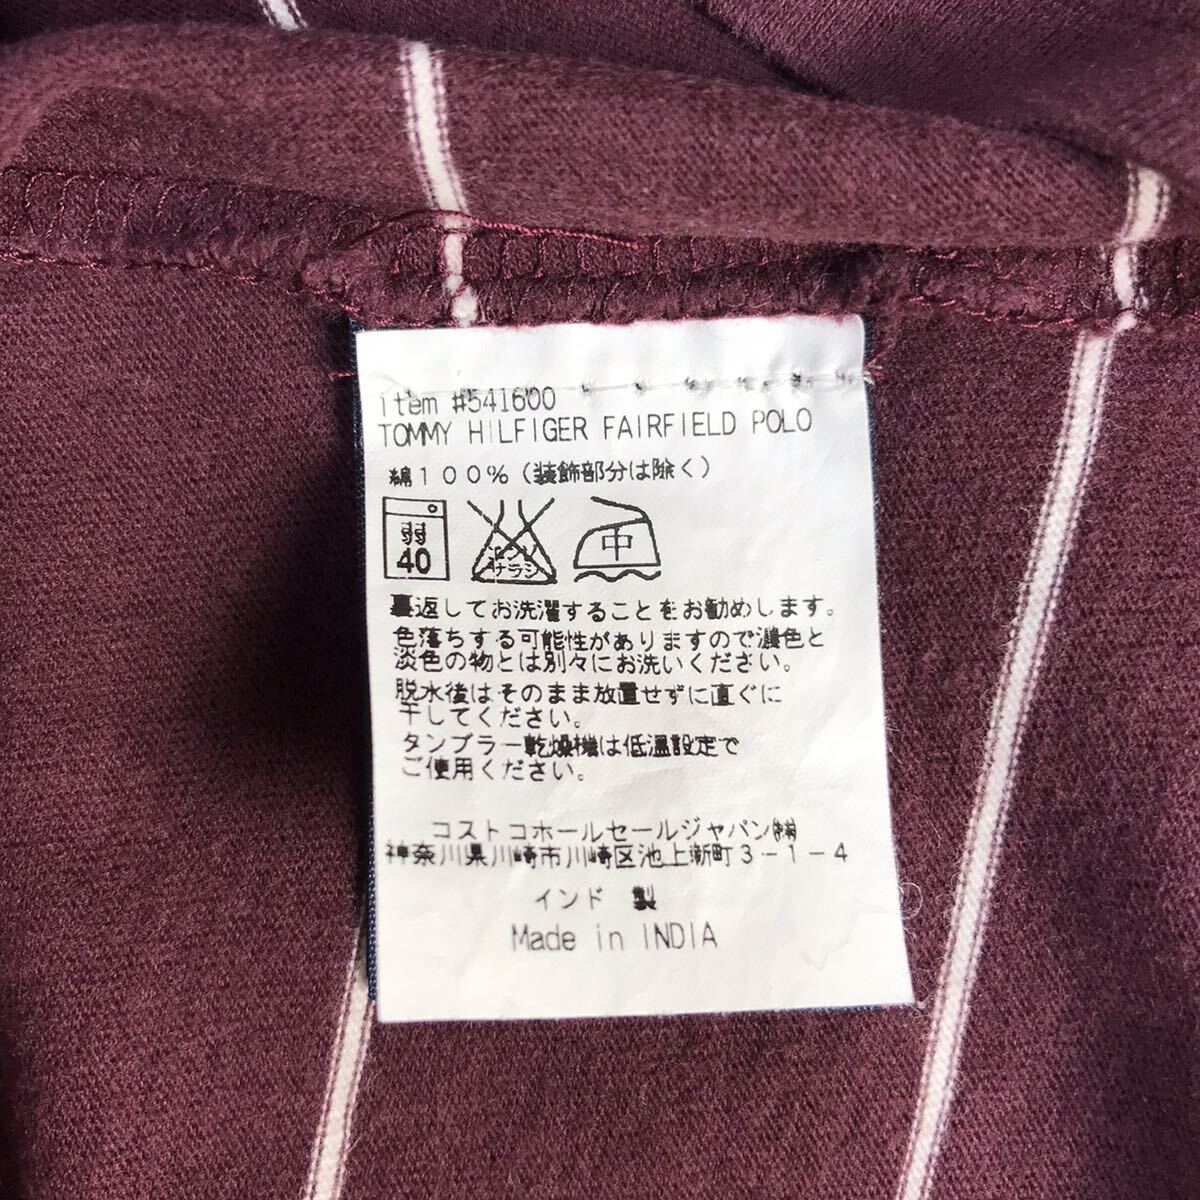 item #541600
TOMMY HILFIGER FAIRFIELD POLO
綿100%(装飾部分は除く)
弱
40
エンソ
サラシ
中
裏返してお洗濯することをお勧めします。
色落ちする可能性がありますので濃色と
淡色の物とは別々にお洗いください。
脱水後はそのまま放置せずに直ぐに
干してください。
タンブラー乾燥機は低温設定で
ご使用ください。
コストコホールセールジャパン㈱
神奈川県川崎市川崎区池上新町3-1-4
インド 製
Made in INDIA